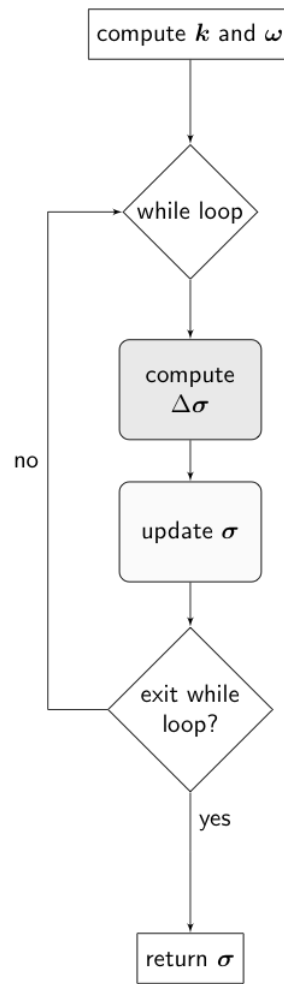 compute k and ω
while loop
compute
Δσ
no
update σ
exit while
loop?
yes
return σ